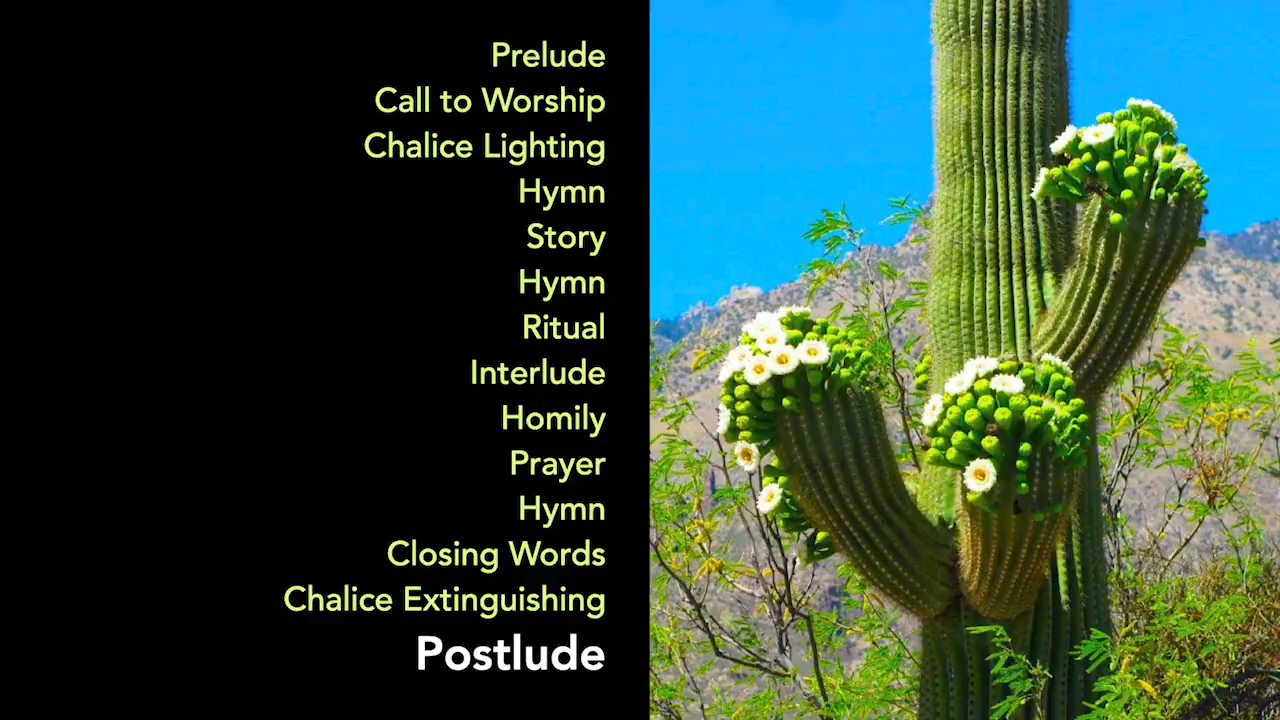 Prelude
Call to Worship
Chalice Lighting
Hymn
Story
Hymn
Ritual
Interlude
Homily
Prayer
Hymn
Closing Words
Chalice Extinguishing
Postlude